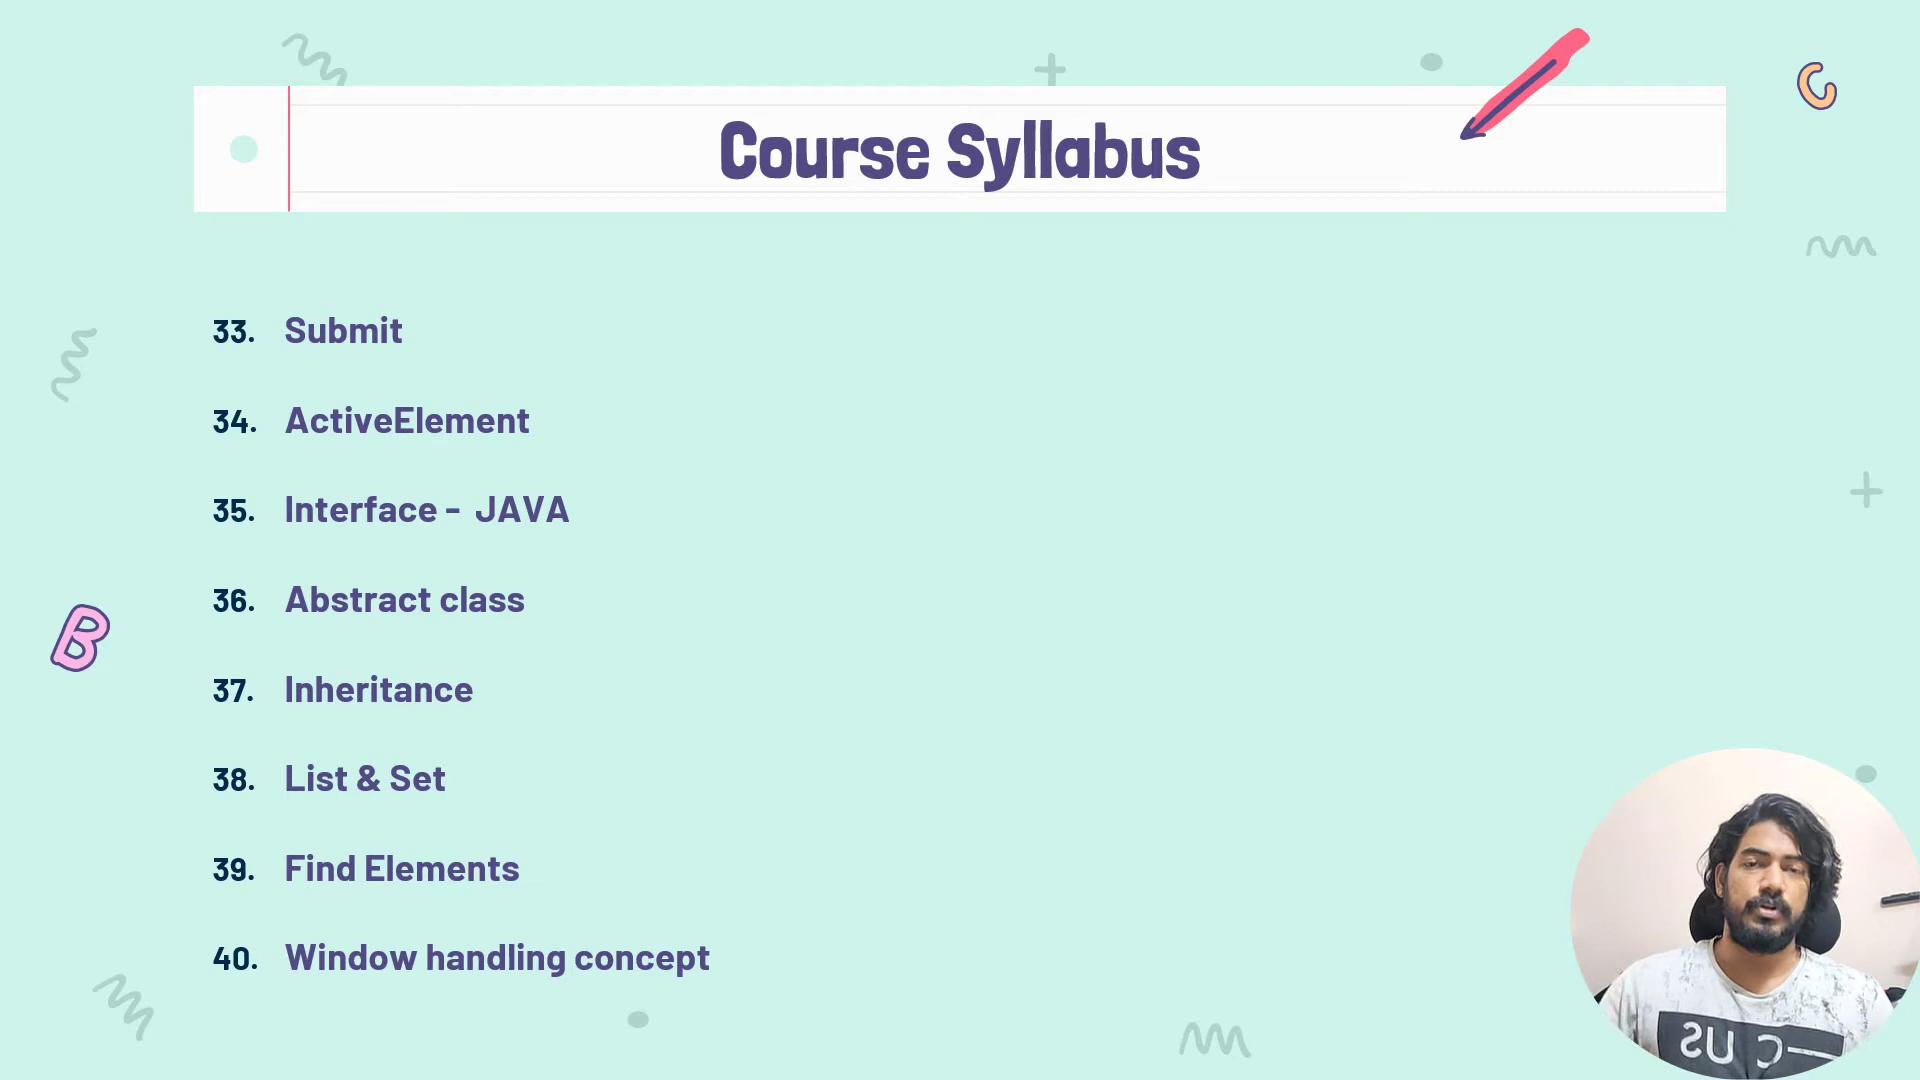 C
Course Syllabus
33. Submit
34. ActiveElement
35. Interface - JAVA
36. Abstract class
B
37. Inheritance
38. List & Set
39. Find Elements
40. Window handling concept